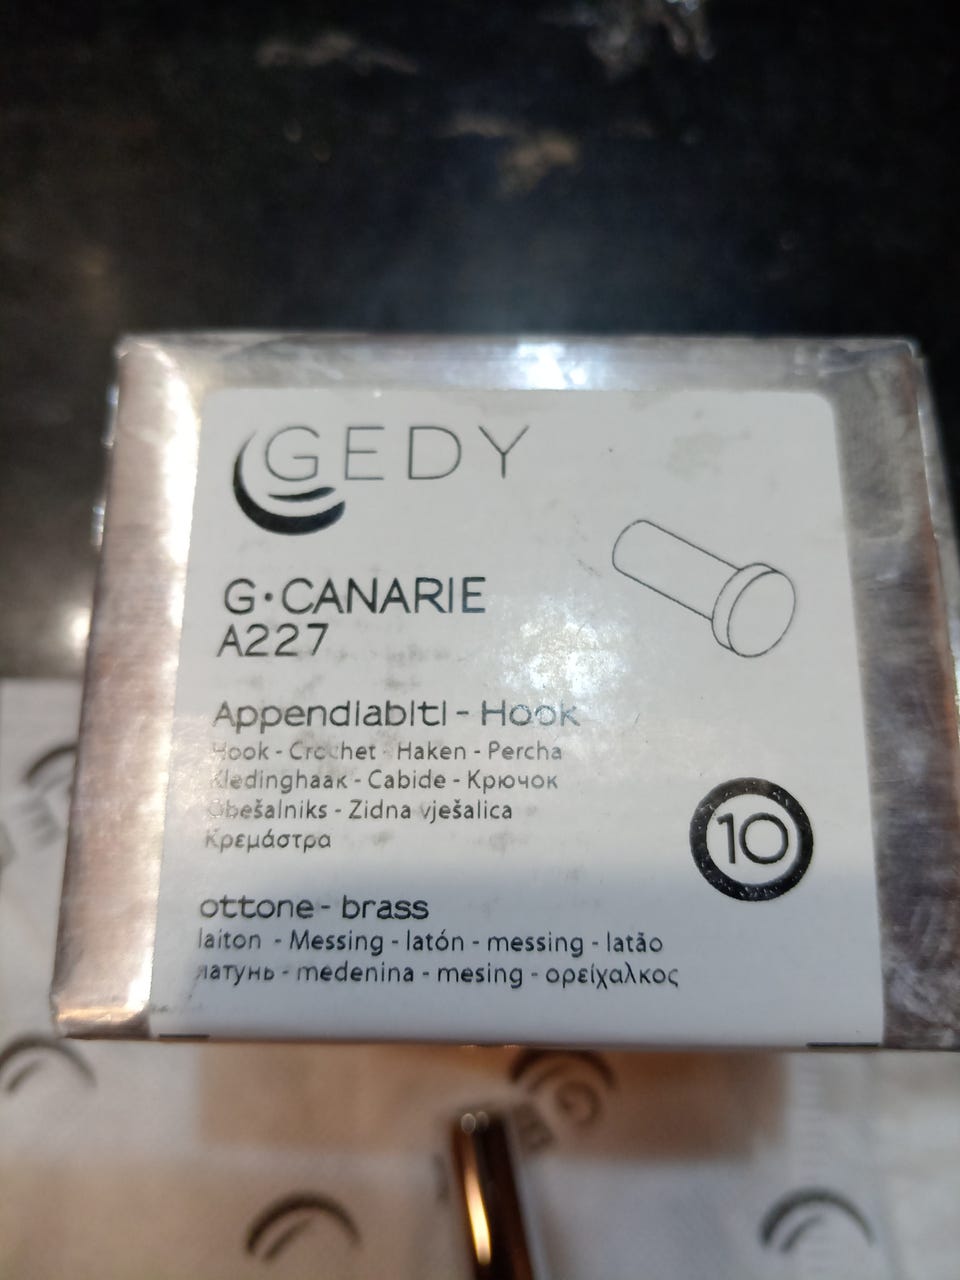 GEDY
G•CANARIE
A227
Appendiabiti - Hook
Hook - Crochet - Haken - Percha
Kledinghaak - Cabide - Крючок
Obešalniks - Zidna vješalica
Κρεμάστρα
10
ottone - brass
laiton - Messing - latón - messing - latão
латунь - medenina - mesing - ορείχαλκος